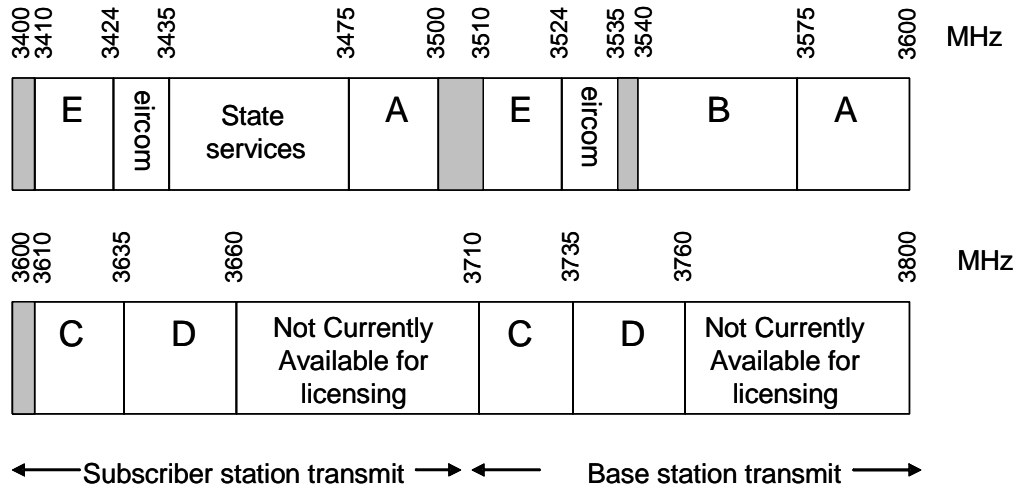 3400 3410 3424 3435 3475 3500 3510 3524 3535 3540 3575 3600 MHz
E eircom State services A E eircom B A
3600 3610 3635 3660 3710 3735 3760 3800 MHz
C D Not Currently Available for licensing C D Not Currently Available for licensing
Subscriber station transmit Base station transmit